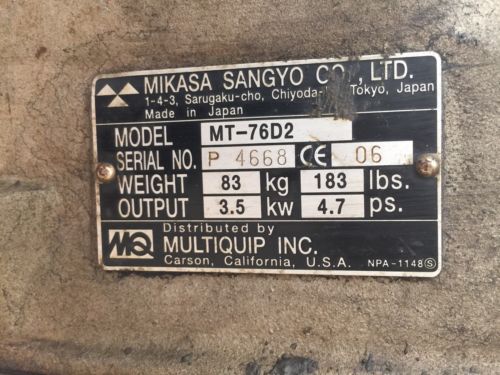 MIKASA SANGYO CO., LTD.
1-4-3, Sarugaku-cho, Chiyoda- Tokyo, Japan
Made in Japan
MODEL MT-76D2
SERIAL NO. P 4668 CE 06
WEIGHT 83 kg 183 lbs.
OUTPUT 3.5 kw 4.7 ps.
MQ Distributed by
MULTIQUIP INC.
Carson, California, U.S.A. NPA-1148Ⓢ